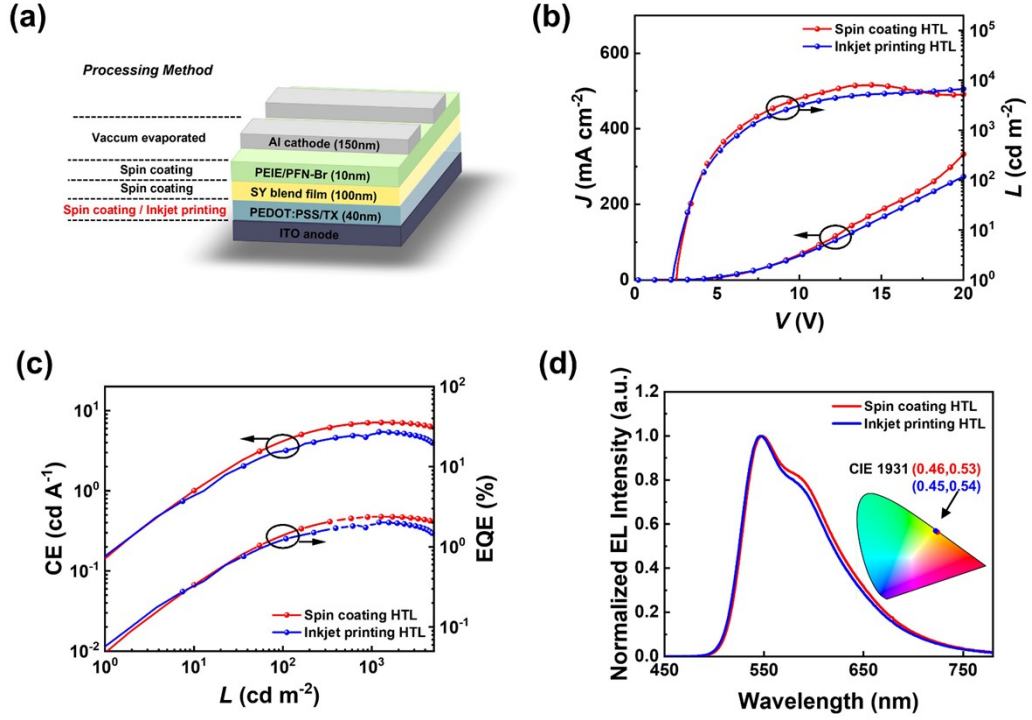 (a)
Processing Method
Vaccum evaporated
Spin coating
Spin coating
Spin coating / Inkjet printing
Al cathode (150nm)
PEIE/PFN-Br (10nm)
SY blend film (100nm)
PEDOT:PSS/TX (40nm)
ITO anode
(b)
Spin coating HTL
Inkjet printing HTL
600
400
200
0
J (mA cm⁻²)
0
5
10
15
20
V (V)
10⁵
10⁴
10³
10²
10¹
10⁰
L (cd m⁻²)
(c)
10¹
10⁰
10⁻¹
10⁻²
CE (cd A⁻¹)
Spin coating HTL
Inkjet printing HTL
10⁰
10¹
10²
10³
L (cd m⁻²)
10²
10¹
10⁰
10⁻¹
EQE (%)
(d)
1.2
1.0
0.8
0.6
0.4
0.2
0.0
Normalized EL Intensity (a.u.)
Spin coating HTL
Inkjet printing HTL
CIE 1931 (0.46,0.53)
(0.45,0.54)
450
550
650
750
Wavelength (nm)